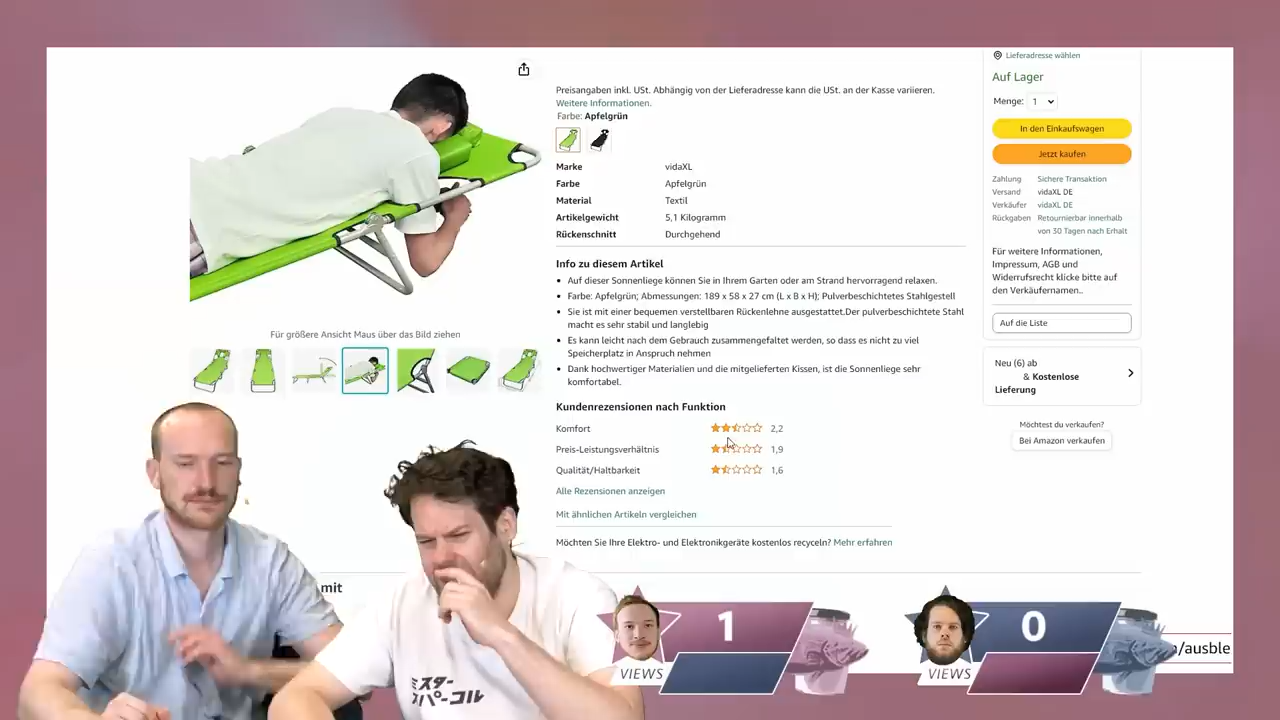 Lieferadresse wählen
Auf Lager
Menge: 1
In den Einkaufswagen
Jetzt kaufen
Zahlung Sichere Transaktion
Versand vidaXL DE
Verkäufer vidaXL DE
Rückgaben Retournierbar innerhalb
von 30 Tagen nach Erhalt
Für weitere Informationen,
Impressum, AGB und
Widerrufsrecht klicke bitte auf
den Verkäufernamen..
Auf die Liste
Neu (6) ab
& Kostenlose
Lieferung
Möchtest du verkaufen?
Bei Amazon verkaufen
Preisangaben inkl. USt. Abhängig von der Lieferadresse kann die USt. an der Kasse variieren.
Weitere Informationen.
Farbe: Apfelgrün
Marke vidaXL
Farbe Apfelgrün
Material Textil
Artikelgewicht 5,1 Kilogramm
Rückenschnitt Durchgehend
Info zu diesem Artikel
Auf dieser Sonnenliege können Sie in Ihrem Garten oder am Strand hervorragend relaxen.
Farbe: Apfelgrün; Abmessungen: 189 x 58 x 27 cm (L x B x H); Pulverbeschichtetes Stahlgestell
Sie ist mit einer bequemen verstellbaren Rückenlehne ausgestattet.Der pulverbeschichtete Stahl
macht es sehr stabil und langlebig
Es kann leicht nach dem Gebrauch zusammengefaltet werden, so dass es nicht zu viel
Speicherplatz in Anspruch nehmen
Dank hochwertiger Materialien und die mitgelieferten Kissen, ist die Sonnenliege sehr
komfortabel.
Kundenrezensionen nach Funktion
Komfort 2,2
Preis-Leistungsverhältnis 1,9
Qualität/Haltbarkeit 1,6
Alle Rezensionen anzeigen
Mit ähnlichen Artikeln vergleichen
Möchten Sie Ihre Elektro- und Elektronikgeräte kostenlos recyceln? Mehr erfahren
Für größere Ansicht Maus über das Bild ziehen
mit
ミスター
スパーコル
1
VIEWS
0
VIEWS
/ausble